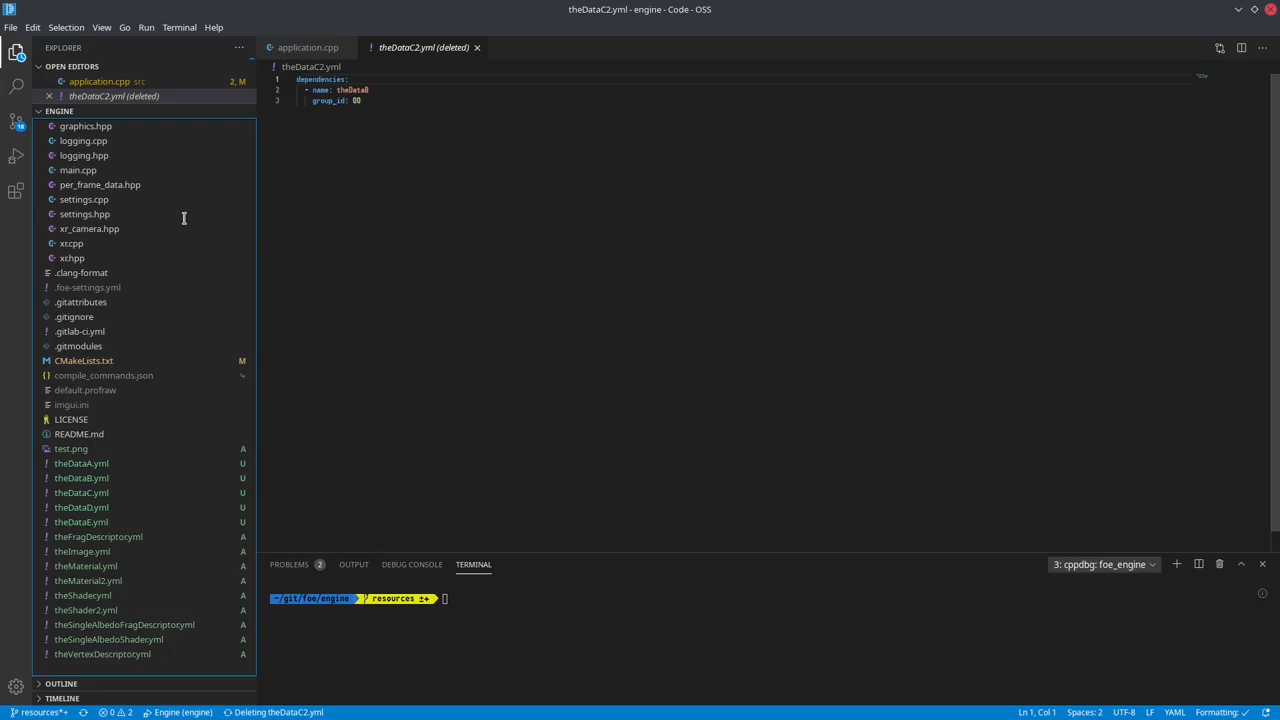 theDataC2.yml - engine - Code - OSS
File Edit Selection View Go Run Terminal Help
EXPLORER
OPEN EDITORS
application.cpp src 2, M
theDataC2.yml (deleted)
ENGINE
graphics.hpp
logging.cpp
logging.hpp
main.cpp
per_frame_data.hpp
settings.cpp
settings.hpp
xr_camera.hpp
xr.cpp
xr.hpp
.clang-format
.foe-settings.yml
.gitattributes
.gitignore
.gitlab-ci.yml
.gitmodules
CMakeLists.txt M
compile_commands.json
default.profraw
imgui.ini
LICENSE
README.md
test.png A
theDataA.yml U
theDataB.yml U
theDataC.yml U
theDataD.yml U
theDataE.yml U
theFragDescriptor.yml A
theImage.yml A
theMaterial.yml A
theMaterial2.yml A
theShader.yml A
theShader2.yml A
theSingleAlbedoFragDescriptor.yml A
theSingleAlbedoShader.yml A
theVertexDescriptor.yml A
OUTLINE
TIMELINE
18
application.cpp
theDataC2.yml (deleted)
theDataC2.yml
1 dependencies:
2 - name: theDataB
3 group_id: 00
PROBLEMS 2 OUTPUT DEBUG CONSOLE TERMINAL
3: cppdbg: foe_engine
~/git/foe/engine resources ±+
resources*+ 0 2 Engine (engine) Deleting theDataC2.yml
Ln 1, Col 1 Spaces: 2 UTF-8 LF YAML Formatting: ✓